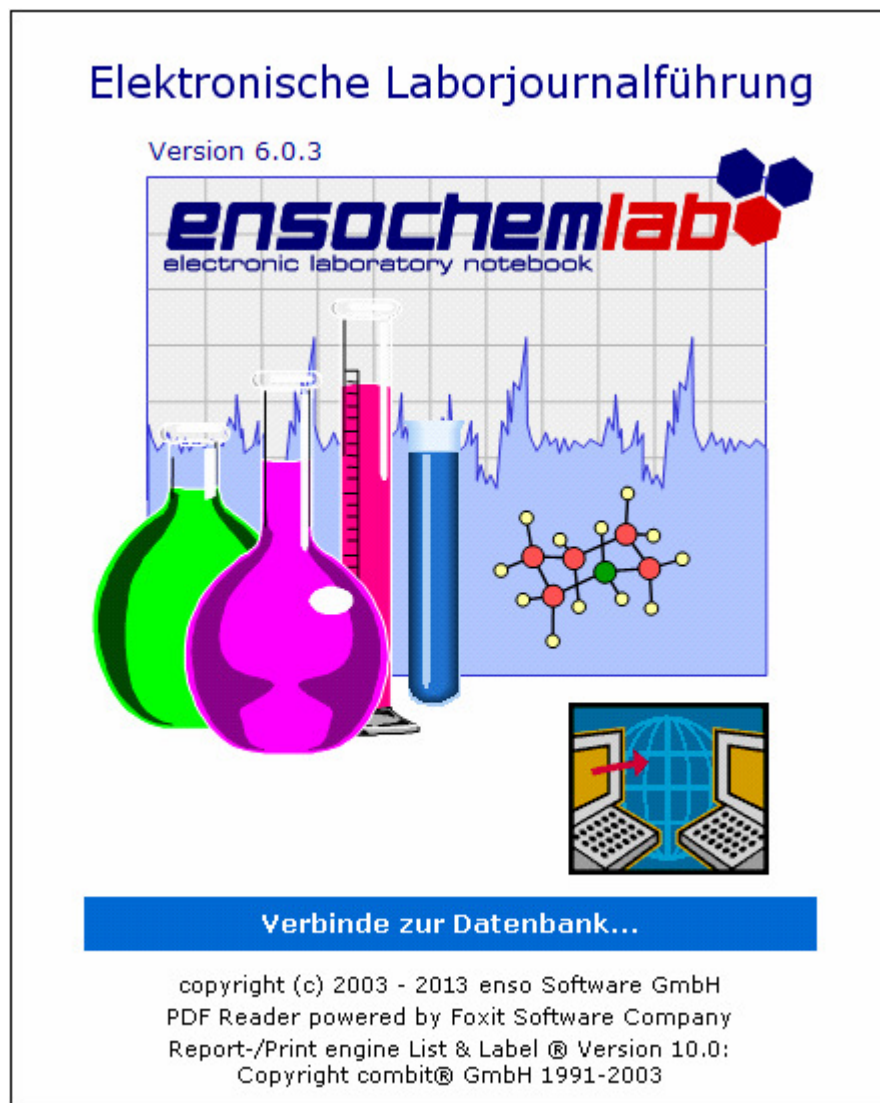 Elektronische Laborjournalführung
Version 6.0.3
ensochemlab
electronic laboratory notebook
Verbinde zur Datenbank...
copyright (c) 2003 - 2013 enso Software GmbH
PDF Reader powered by Foxit Software Company
Report-/Print engine List & Label ® Version 10.0:
Copyright combit® GmbH 1991-2003